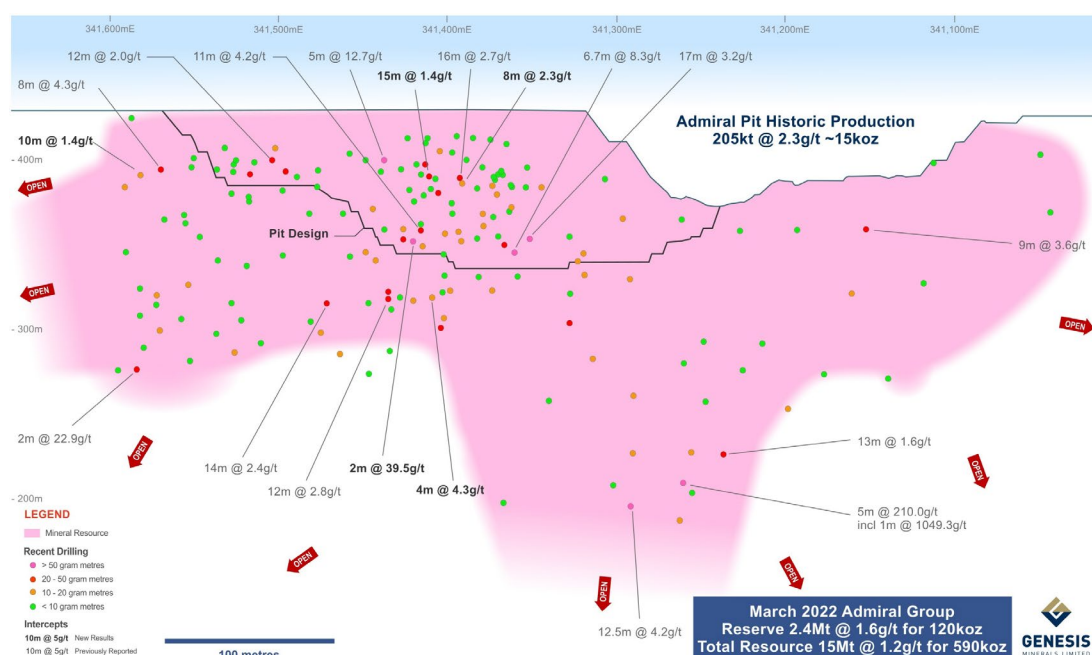 341,600mE
341,500mE
341,400mE
341,300mE
341,200mE
341,100mE
12m @ 2.0g/t
11m @ 4.2g/t
5m @ 12.7g/t
16m @ 2.7g/t
6.7m @ 8.3g/t
17m @ 3.2g/t
8m @ 4.3g/t
15m @ 1.4g/t
8m @ 2.3g/t
Admiral Pit Historic Production
205kt @ 2.3g/t ~15koz
10m @ 1.4g/t
- 400m
OPEN
Pit Design
9m @ 3.6g/t
OPEN
- 300m
OPEN
2m @ 22.9g/t
OPEN
14m @ 2.4g/t
12m @ 2.8g/t
2m @ 39.5g/t
4m @ 4.3g/t
13m @ 1.6g/t
OPEN
- 200m
5m @ 210.0g/t
incl 1m @ 1049.3g/t
LEGEND
Mineral Resource
Recent Drilling
> 50 gram metres
20 - 50 gram metres
10 - 20 gram metres
< 10 gram metres
Intercepts
10m @ 5g/t New Results
10m @ 5g/t Previously Reported
OPEN
OPEN
OPEN
12.5m @ 4.2g/t
100 metres
March 2022 Admiral Group
Reserve 2.4Mt @ 1.6g/t for 120koz
Total Resource 15Mt @ 1.2g/t for 590koz
GENESIS
MINERALS LIMITED